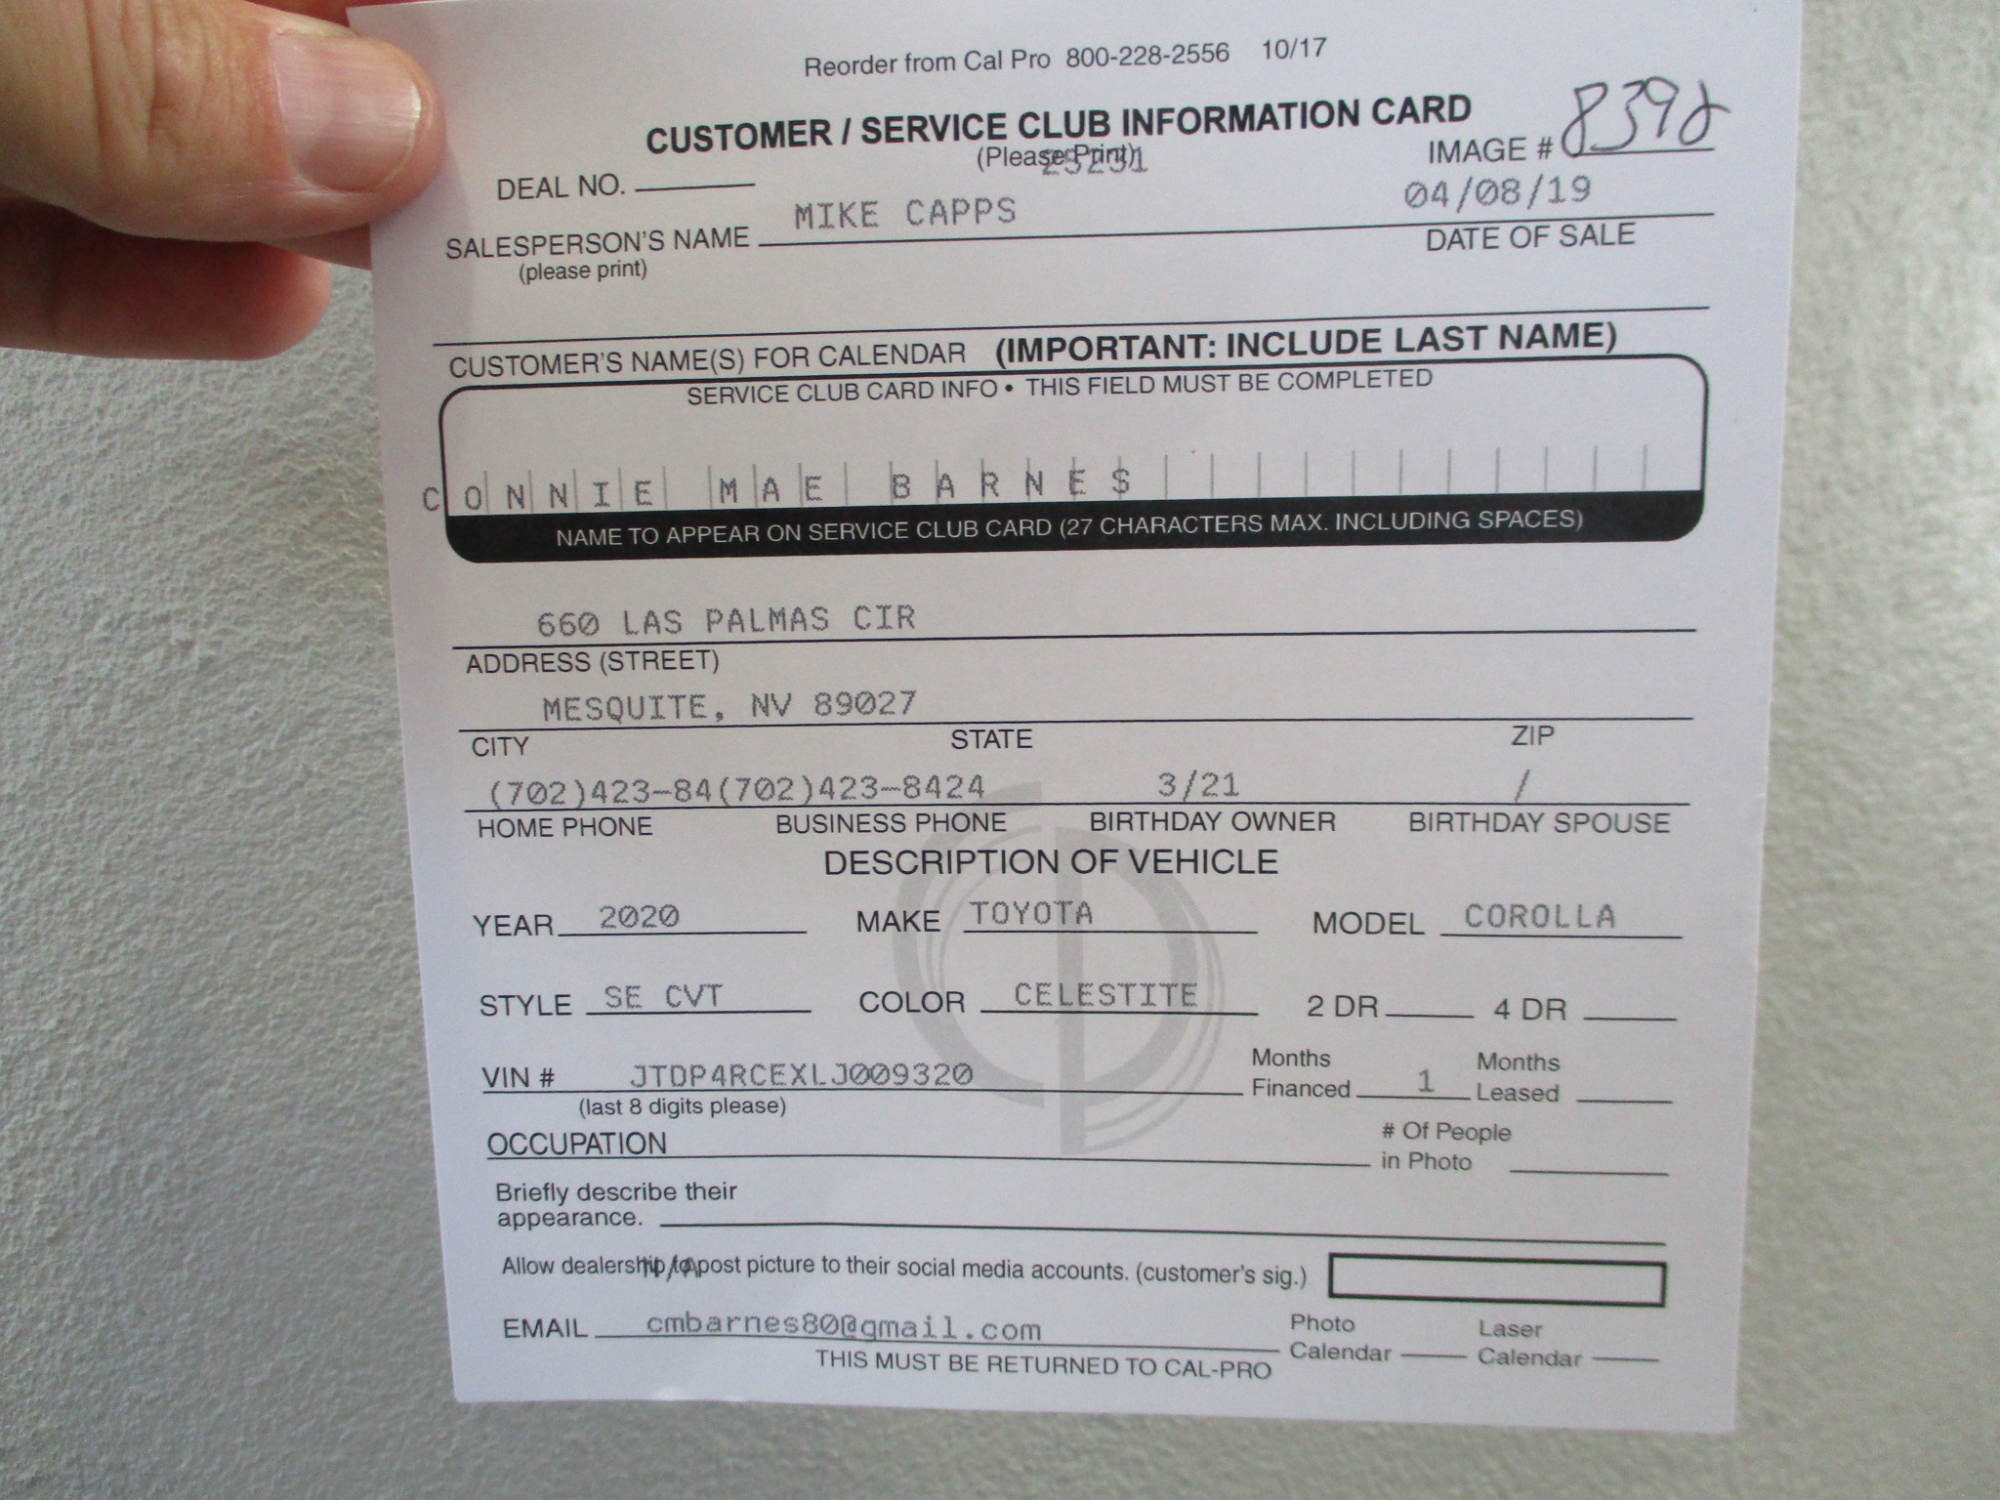 Reorder from Cal Pro 800-228-2556 10/17
CUSTOMER / SERVICE CLUB INFORMATION CARD
(Please Print)
IMAGE #
DEAL NO.
04/08/19
MIKE CAPPS
SALESPERSON'S NAME
DATE OF SALE
(please print)
CUSTOMER'S NAME(S) FOR CALENDAR (IMPORTANT: INCLUDE LAST NAME)
SERVICE CLUB CARD INFO • THIS FIELD MUST BE COMPLETED
CONNIE MAE BARNES
NAME TO APPEAR ON SERVICE CLUB CARD (27 CHARACTERS MAX. INCLUDING SPACES)
660 LAS PALMAS CIR
ADDRESS (STREET)
MESQUITE, NV 89027
CITY STATE ZIP
(702)423-84(702)423-8424 3/21 /
HOME PHONE BUSINESS PHONE BIRTHDAY OWNER BIRTHDAY SPOUSE
DESCRIPTION OF VEHICLE
YEAR 2020 MAKE TOYOTA MODEL COROLLA
STYLE SE CVT COLOR CELESTITE 2 DR 4 DR
VIN # JTDP4RCEXLJ009320 Months Financed 1 Months Leased
(last 8 digits please)
OCCUPATION # Of People in Photo
Briefly describe their
appearance.
Allow dealership to post picture to their social media accounts. (customer's sig.)
EMAIL cmbarnes80@gmail.com Photo Calendar Laser Calendar
THIS MUST BE RETURNED TO CAL-PRO